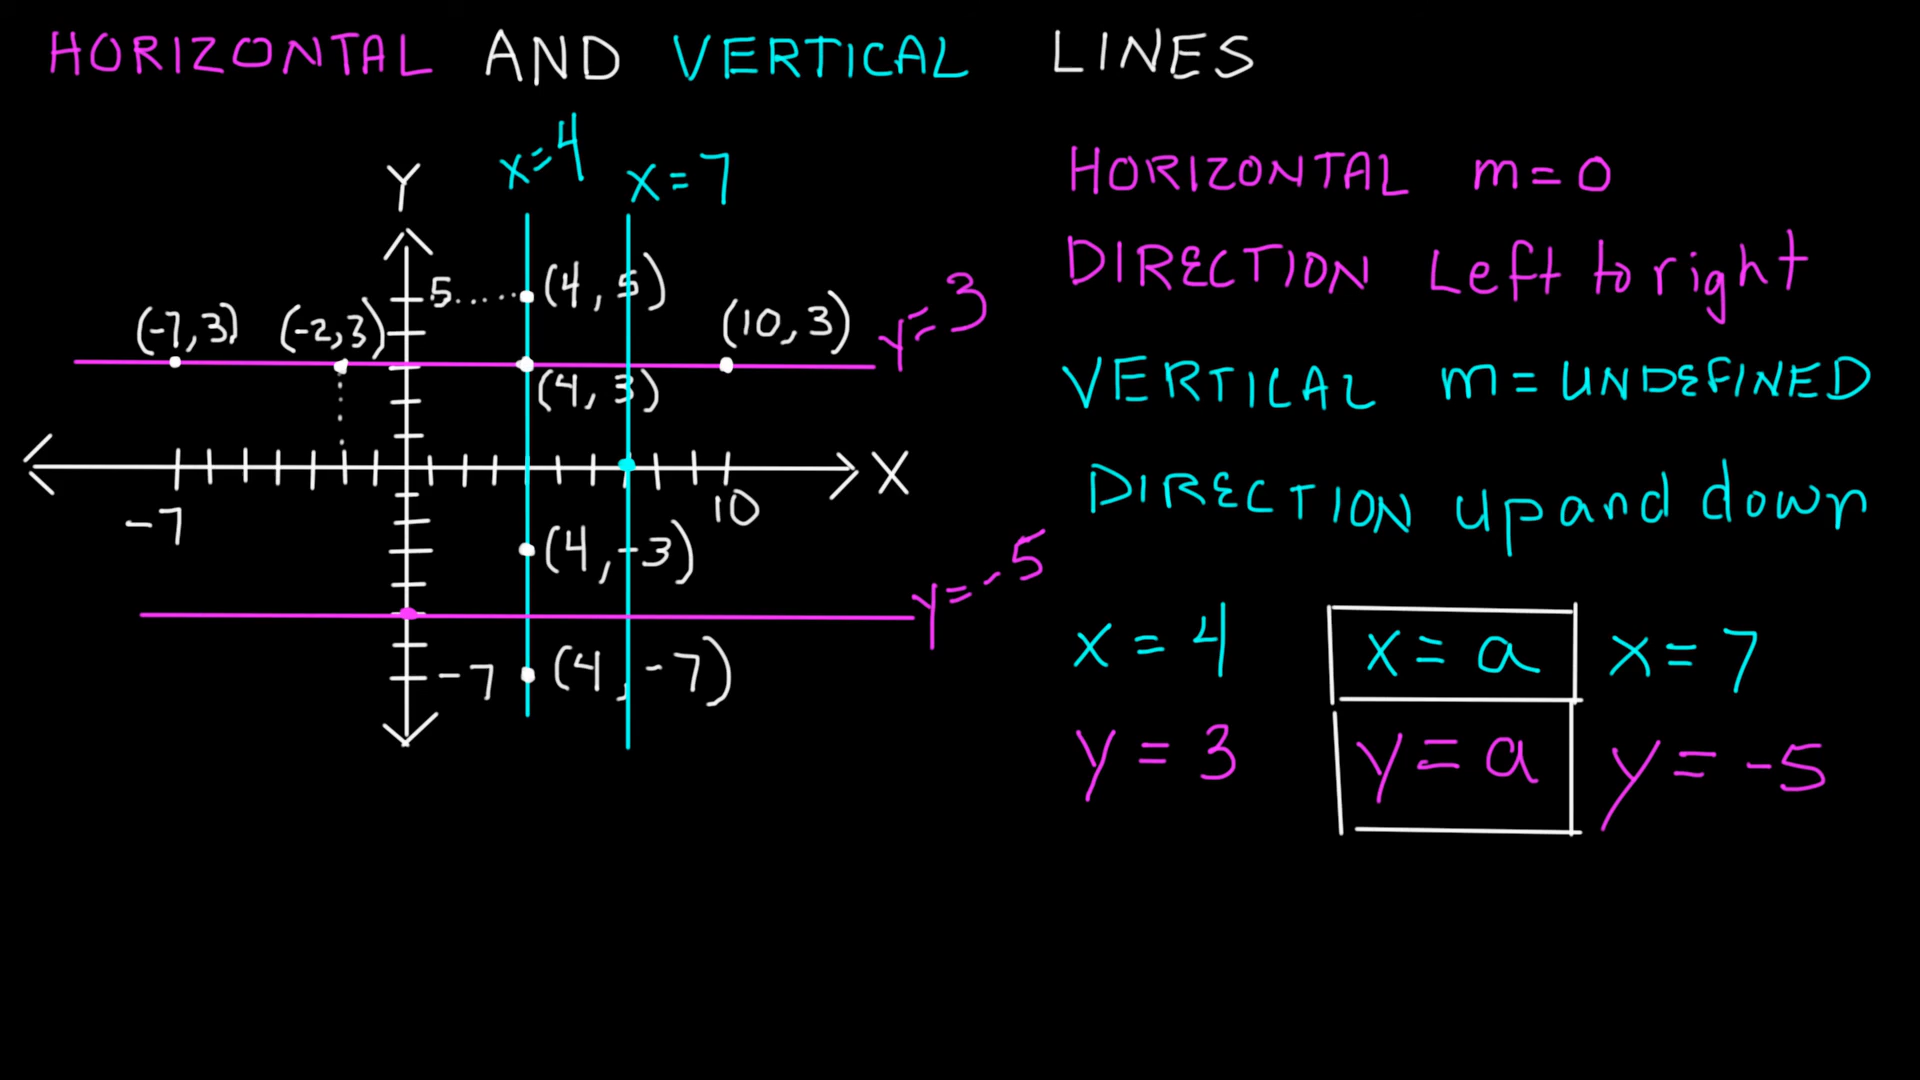 HORIZONTAL AND VERTICAL LINES
x=4
x=7
Y
5
(4,5)
(-7,3)
(-2,3)
(10,3)
y=3
(4,3)
X
-7
10
(4,-3)
y=-5
-7
(4,-7)
HORIZONTAL m=0
DIRECTION Left to right
VERTICAL m=UNDEFINED
DIRECTION up and down
x=4 x=a x=7
y=3 y=a y=-5